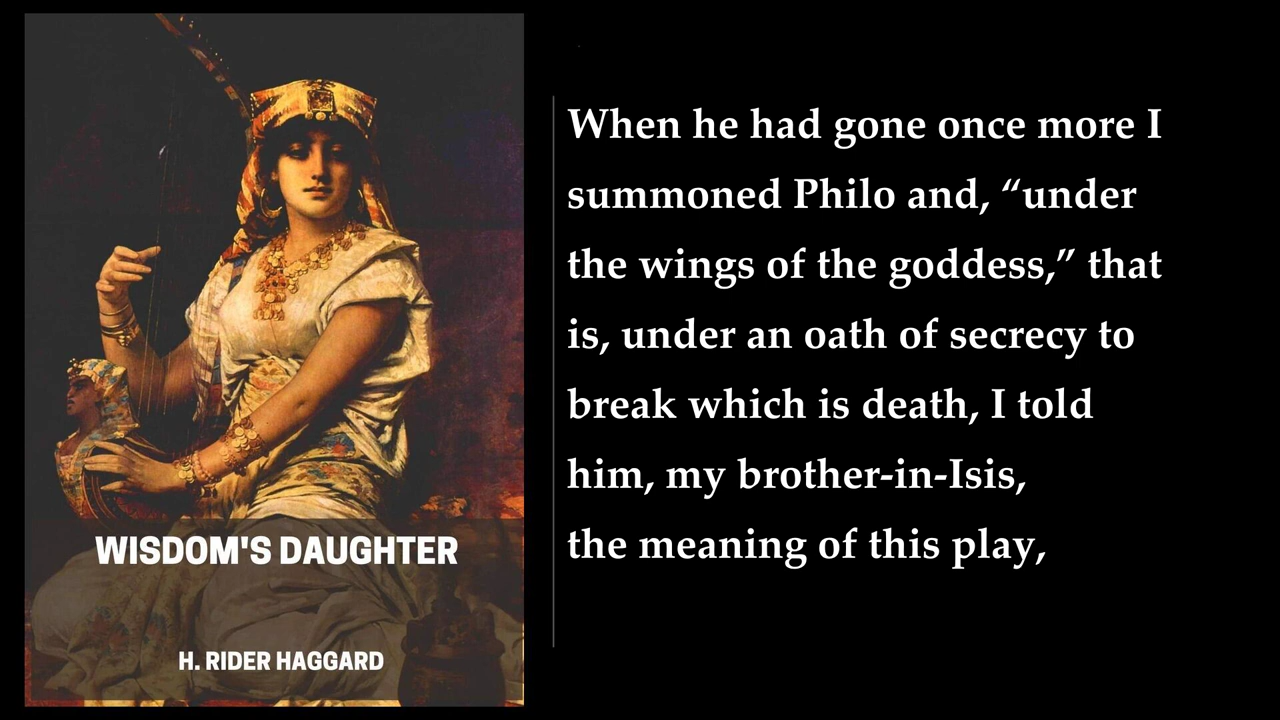 WISDOM'S DAUGHTER
H. RIDER HAGGARD
When he had gone once more I
summoned Philo and, “under
the wings of the goddess,” that
is, under an oath of secrecy to
break which is death, I told
him, my brother-in-Isis,
the meaning of this play,